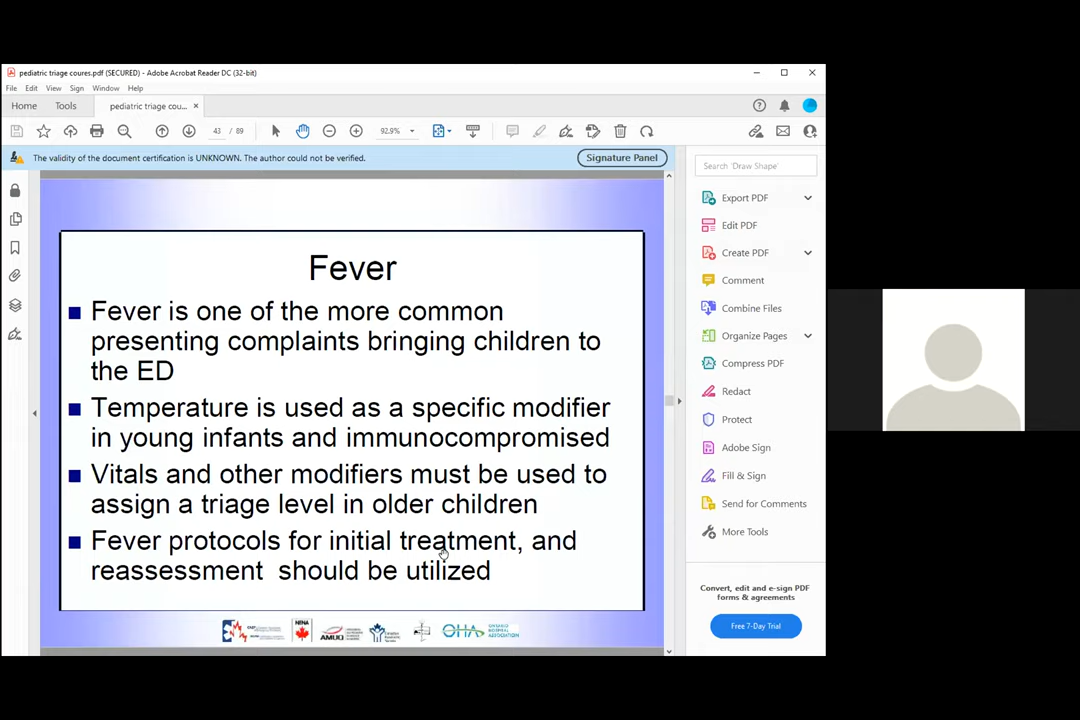 pediatric triage coures.pdf (SECURED) - Adobe Acrobat Reader DC (32-bit)
File Edit View Sign Window Help
Home Tools pediatric triage cou... ×
43 / 89 92.9%
The validity of the document certification is UNKNOWN. The author could not be verified.
Signature Panel
Fever
Fever is one of the more common
presenting complaints bringing children to
the ED
Temperature is used as a specific modifier
in young infants and immunocompromised
Vitals and other modifiers must be used to
assign a triage level in older children
Fever protocols for initial treatment, and
reassessment should be utilized
NENA
AMUQ
OHA ONTARIO
HOSPITAL
ASSOCIATION
Search 'Draw Shape'
Export PDF
Edit PDF
Create PDF
Comment
Combine Files
Organize Pages
Compress PDF
Redact
Protect
Adobe Sign
Fill & Sign
Send for Comments
More Tools
Convert, edit and e-sign PDF
forms & agreements
Free 7-Day Trial